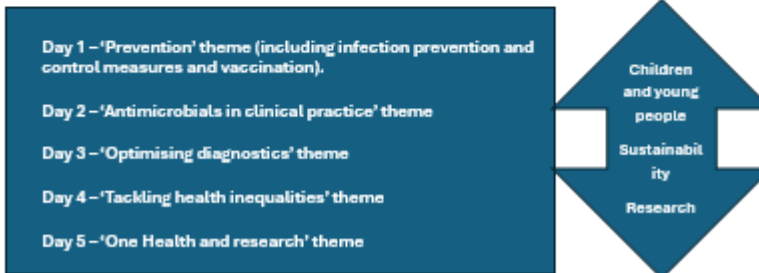 Day 1 – ‘Prevention’ theme (including infection prevention and
control measures and vaccination).
Day 2 – ‘Antimicrobials in clinical practice’ theme
Day 3 – ‘Optimising diagnostics’ theme
Day 4 – ‘Tackling health inequalities’ theme
Day 5 – ‘One Health and research’ theme
Children
and young
people
Sustainabil
ity
Research